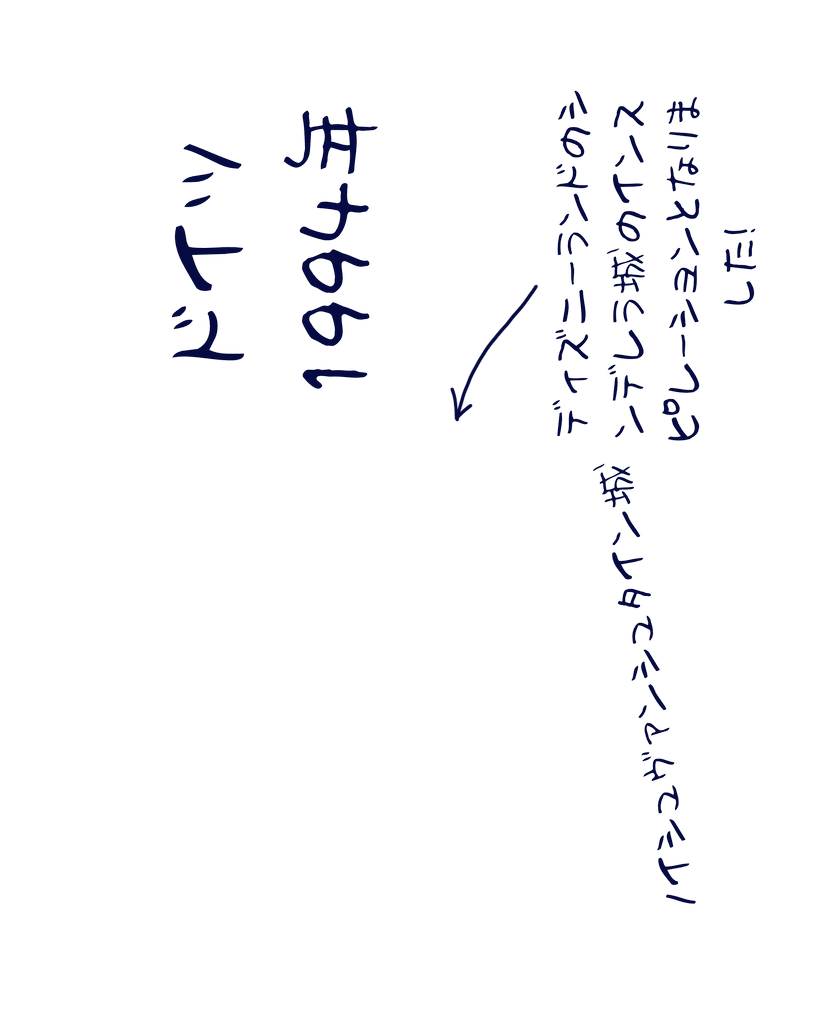 ドイツ
1994年
ノイシュヴァンシュタイン城
ディズニーランドのシ
ンデレラ城のインス
ピレーションとなりま
した